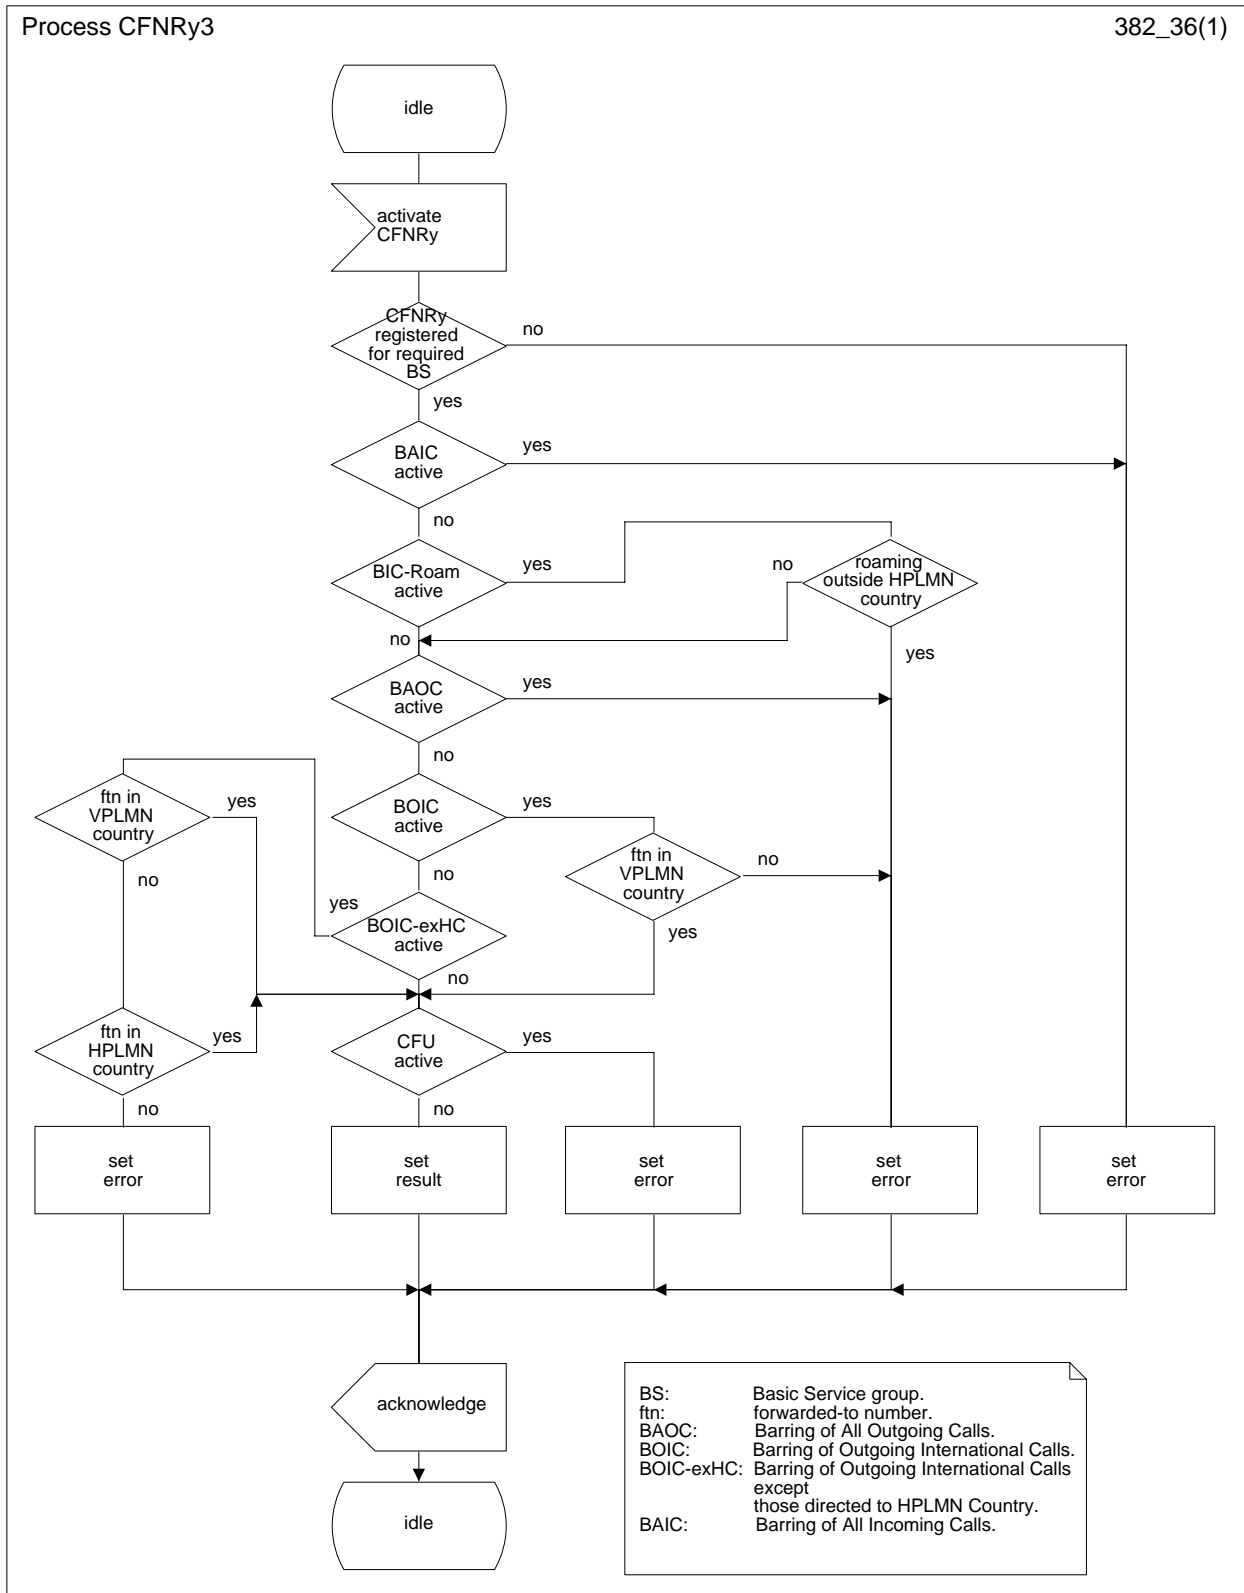 Process CFNRy3
382_36(1)
idle
activate
CFNRy
CFNRy
registered
for required
BS
no
yes
BAIC
active
yes
no
BIC-Roam
active
yes
no
roaming
outside HPLMN
country
no
yes
BAOC
active
yes
no
ftn in
VPLMN
country
yes
no
BOIC
active
yes
no
ftn in
VPLMN
country
no
yes
yes
BOIC-exHC
active
no
ftn in
HPLMN
country
yes
no
CFU
active
yes
no
set
error
set
result
set
error
set
error
set
error
acknowledge
idle
BS: Basic Service group.
ftn: forwarded-to number.
BAOC: Barring of All Outgoing Calls.
BOIC: Barring of Outgoing International Calls.
BOIC-exHC: Barring of Outgoing International Calls
except
those directed to HPLMN Country.
BAIC: Barring of All Incoming Calls.